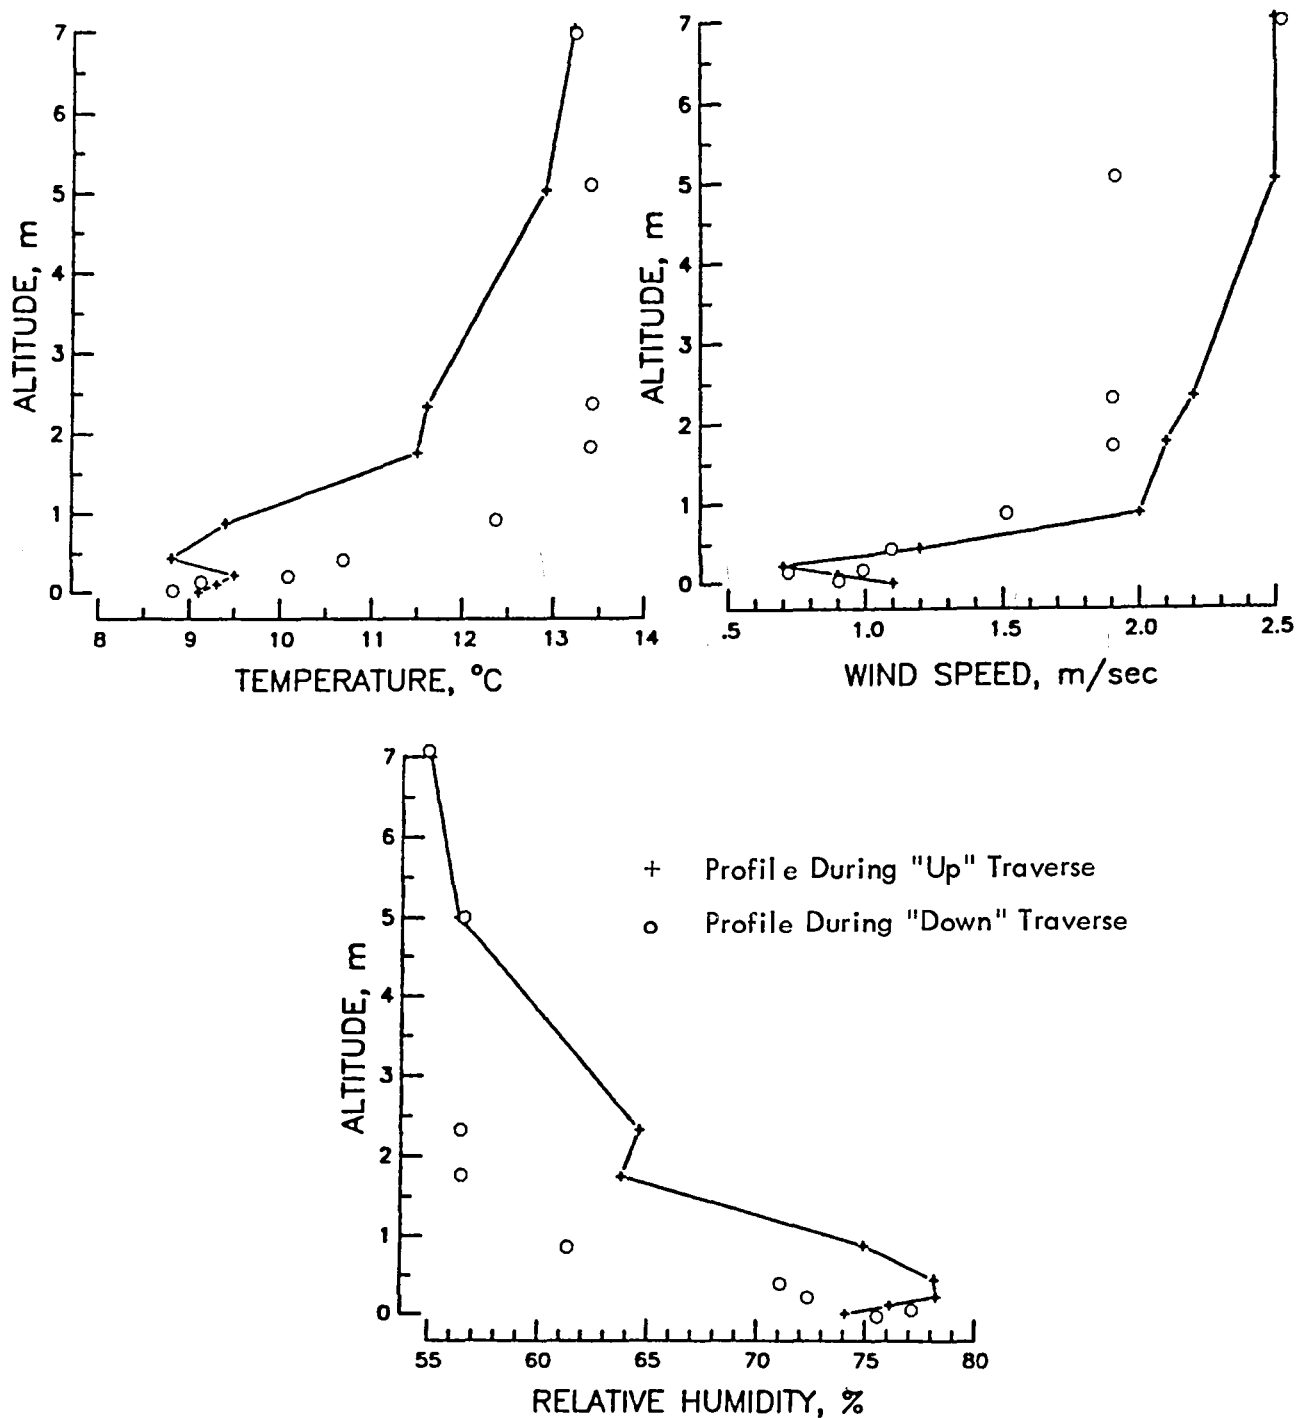 7
6
5
4
3
2
1
0
ALTITUDE, m
8 9 10 11 12 13 14
TEMPERATURE, °C
7
6
5
4
3
2
1
0
ALTITUDE, m
.5 1.0 1.5 2.0 2.5
WIND SPEED, m/sec
7
6
5
4
3
2
1
0
ALTITUDE, m
55 60 65 70 75 80
RELATIVE HUMIDITY, %
+ Profile During "Up" Traverse
o Profile During "Down" Traverse